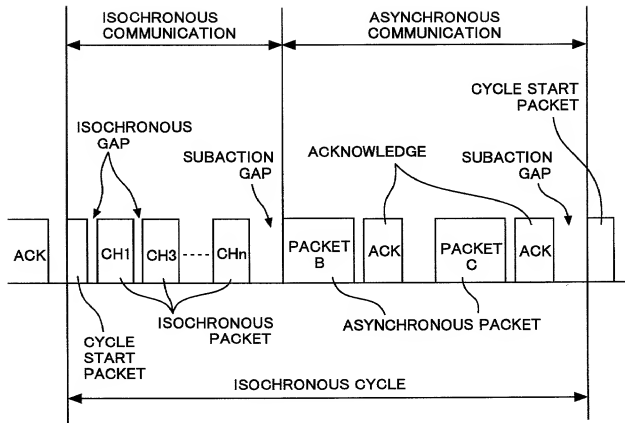 ISOCHRONOUS
COMMUNICATION
ASYNCHRONOUS
COMMUNICATION
CYCLE START
PACKET
ISOCHRONOUS
GAP
SUBACTION
GAP
ACKNOWLEDGE
SUBACTION
GAP
ACK
CH1
CH3
CHn
PACKET
B
ACK
PACKET
C
ACK
CYCLE
START
PACKET
ISOCHRONOUS
PACKET
ASYNCHRONOUS PACKET
ISOCHRONOUS CYCLE